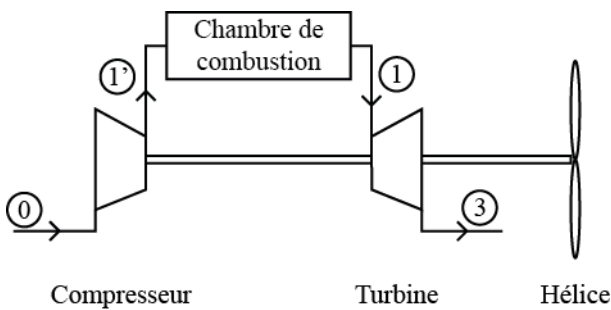 Chambre de
combustion
1’
1
0
3
Compresseur
Turbine
Hélice